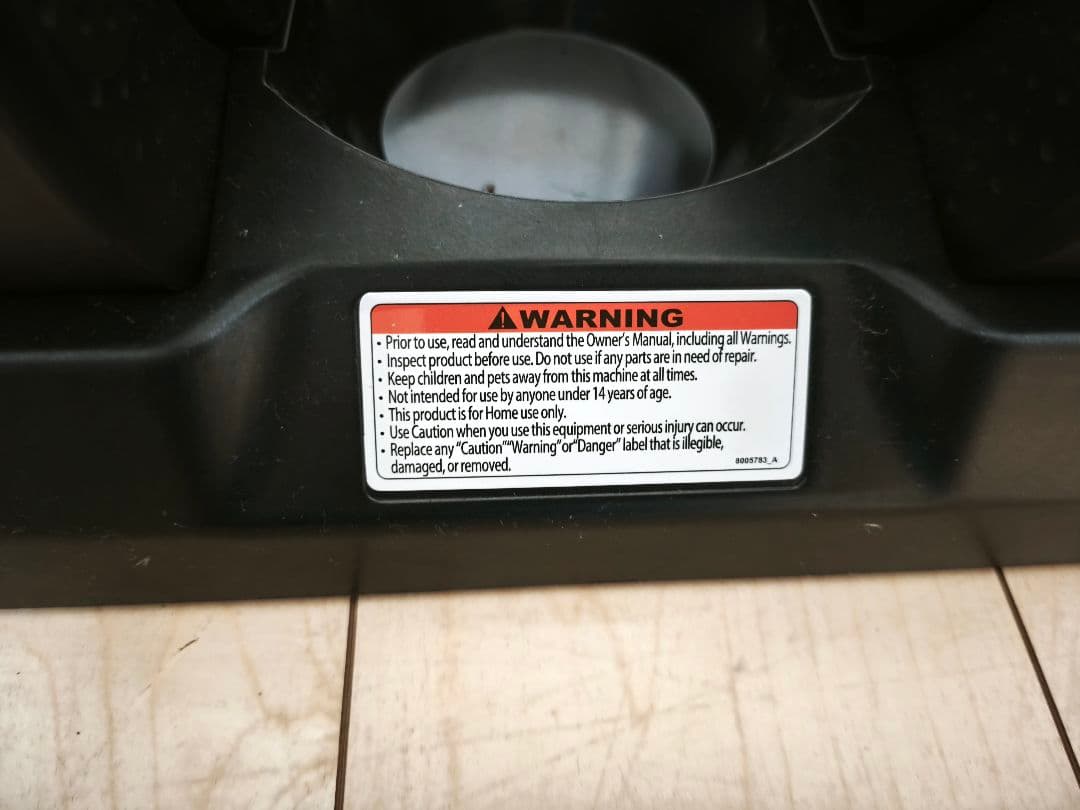 WARNING
• Prior to use, read and understand the Owner's Manual, including all Warnings.
• Inspect product before use. Do not use if any parts are in need of repair.
• Keep children and pets away from this machine at all times.
• Not intended for use by anyone under 14 years of age.
• This product is for Home use only.
• Use Caution when you use this equipment or serious injury can occur.
• Replace any "Caution""Warning"or"Danger" label that is illegible,
damaged, or removed.
8005783_A